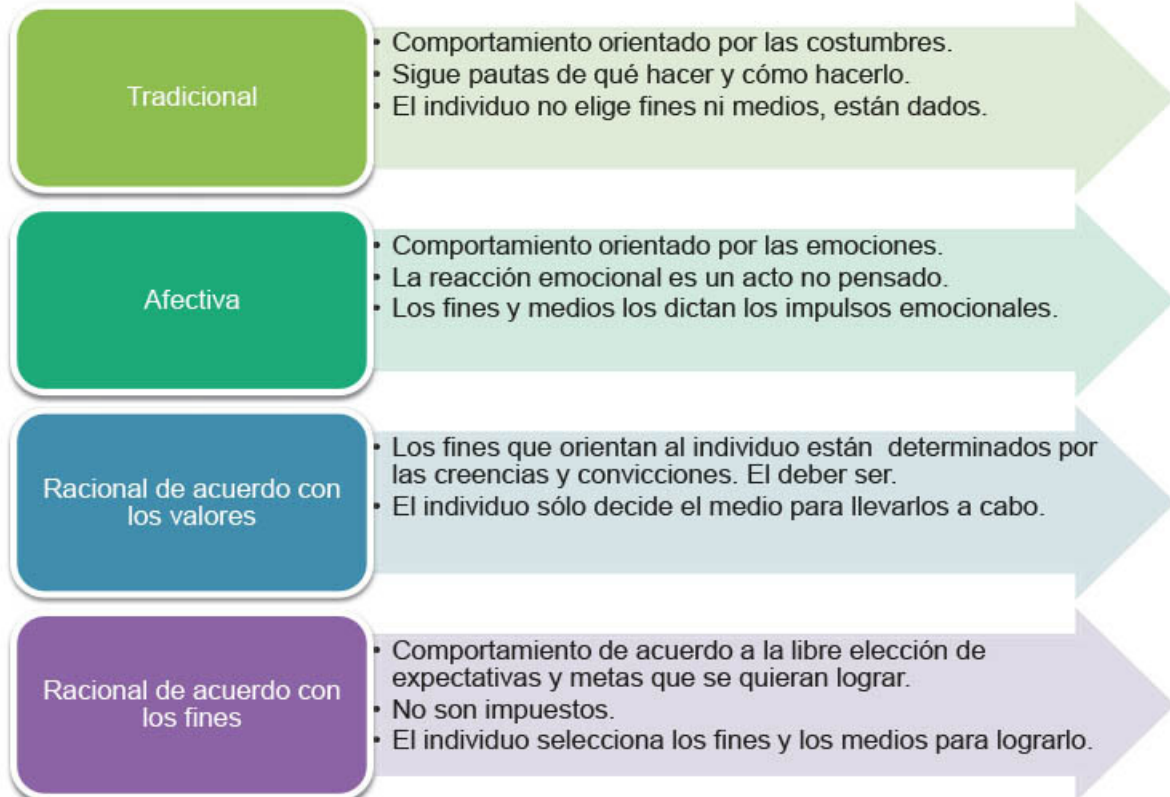 Tradicional
• Comportamiento orientado por las costumbres.
• Sigue pautas de qué hacer y cómo hacerlo.
• El individuo no elige fines ni medios, están dados.
Afectiva
• Comportamiento orientado por las emociones.
• La reacción emocional es un acto no pensado.
• Los fines y medios los dictan los impulsos emocionales.
Racional de acuerdo con
los valores
• Los fines que orientan al individuo están determinados por
las creencias y convicciones. El deber ser.
• El individuo sólo decide el medio para llevarlos a cabo.
Racional de acuerdo con
los fines
• Comportamiento de acuerdo a la libre elección de
expectativas y metas que se quieran lograr.
• No son impuestos.
• El individuo selecciona los fines y los medios para lograrlo.